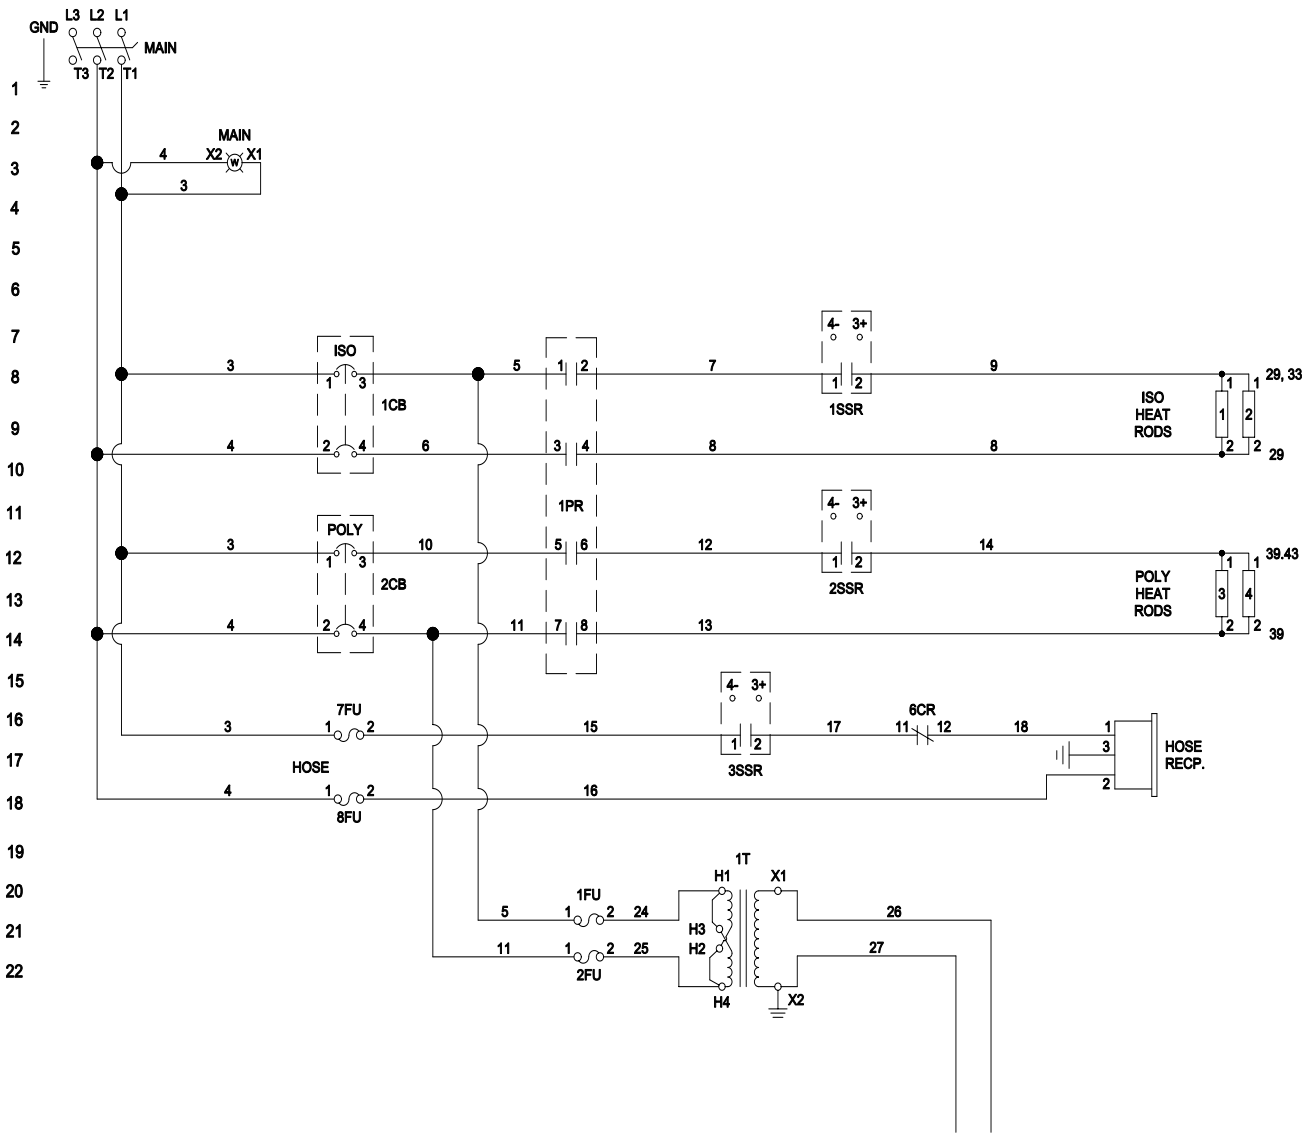 L3 L2 L1
GND
MAIN
T3 T2 T1
1
2
MAIN
3
4 X2 W X1
3
4
5
6
7
4- 3+
ISO
8
3 1 3 5 1 2 7 1 2 9 1 1 29, 33
1CB
1SSR
ISO
HEAT
RODS
1 2
9
4 2 4 6 3 4 8 8 2 2 29
10
11
1PR
4- 3+
POLY
12
3 1 3 10 5 6 12 1 2 14 1 1 39.43
2CB
2SSR
POLY
HEAT
RODS
3 4
13
4 2 4 11 7 8 13 2 2 39
14
15
4- 3+
16
7FU
6CR
3 1 2 15 1 2 17 11 12 18 1
3SSR
3
HOSE
RECP.
17
HOSE
2
4 1 2 16
18
8FU
19
1T
20
H1 X1
1FU
5 1 2 24 26
21
H3
H2
11 1 2 25 27
22
2FU
H4 X2